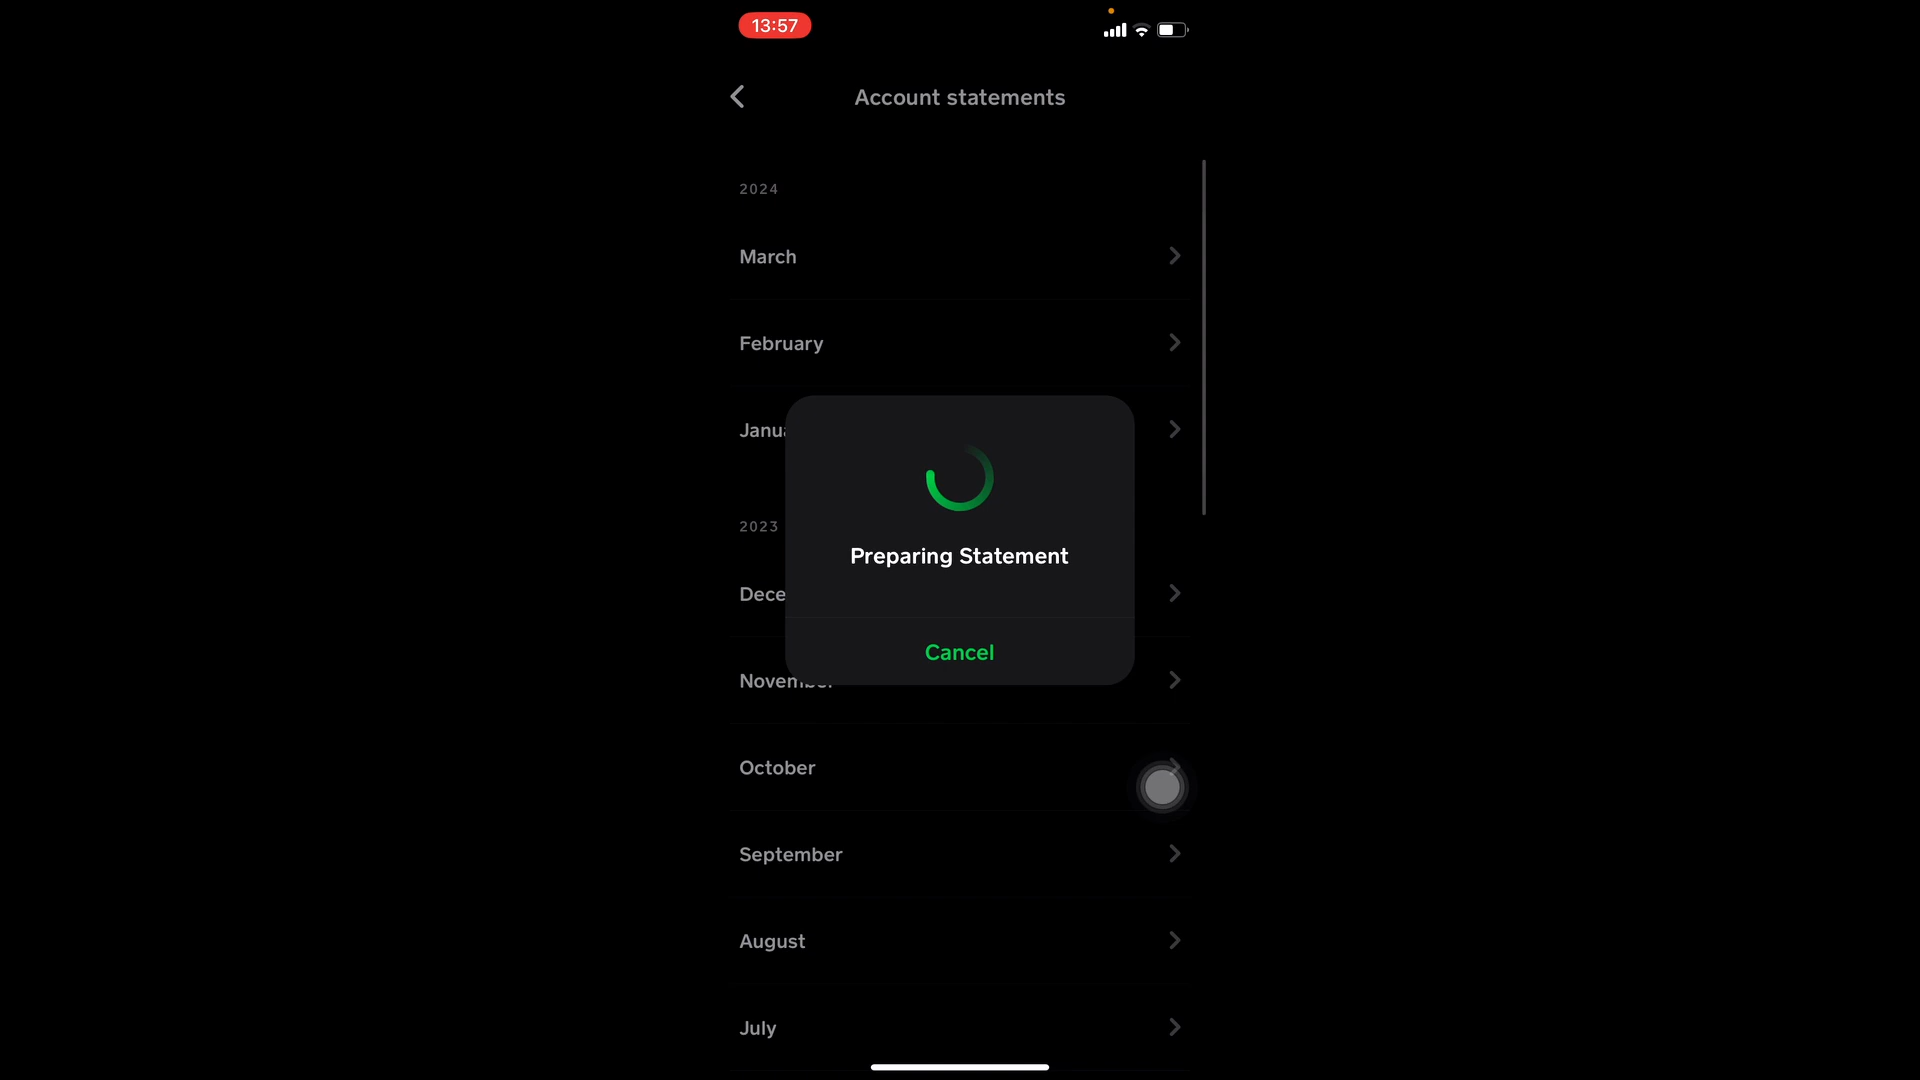 13:57
Account statements
2024
March
February
Janua
2023
Dece
Preparing Statement
Cancel
November
October
September
August
July